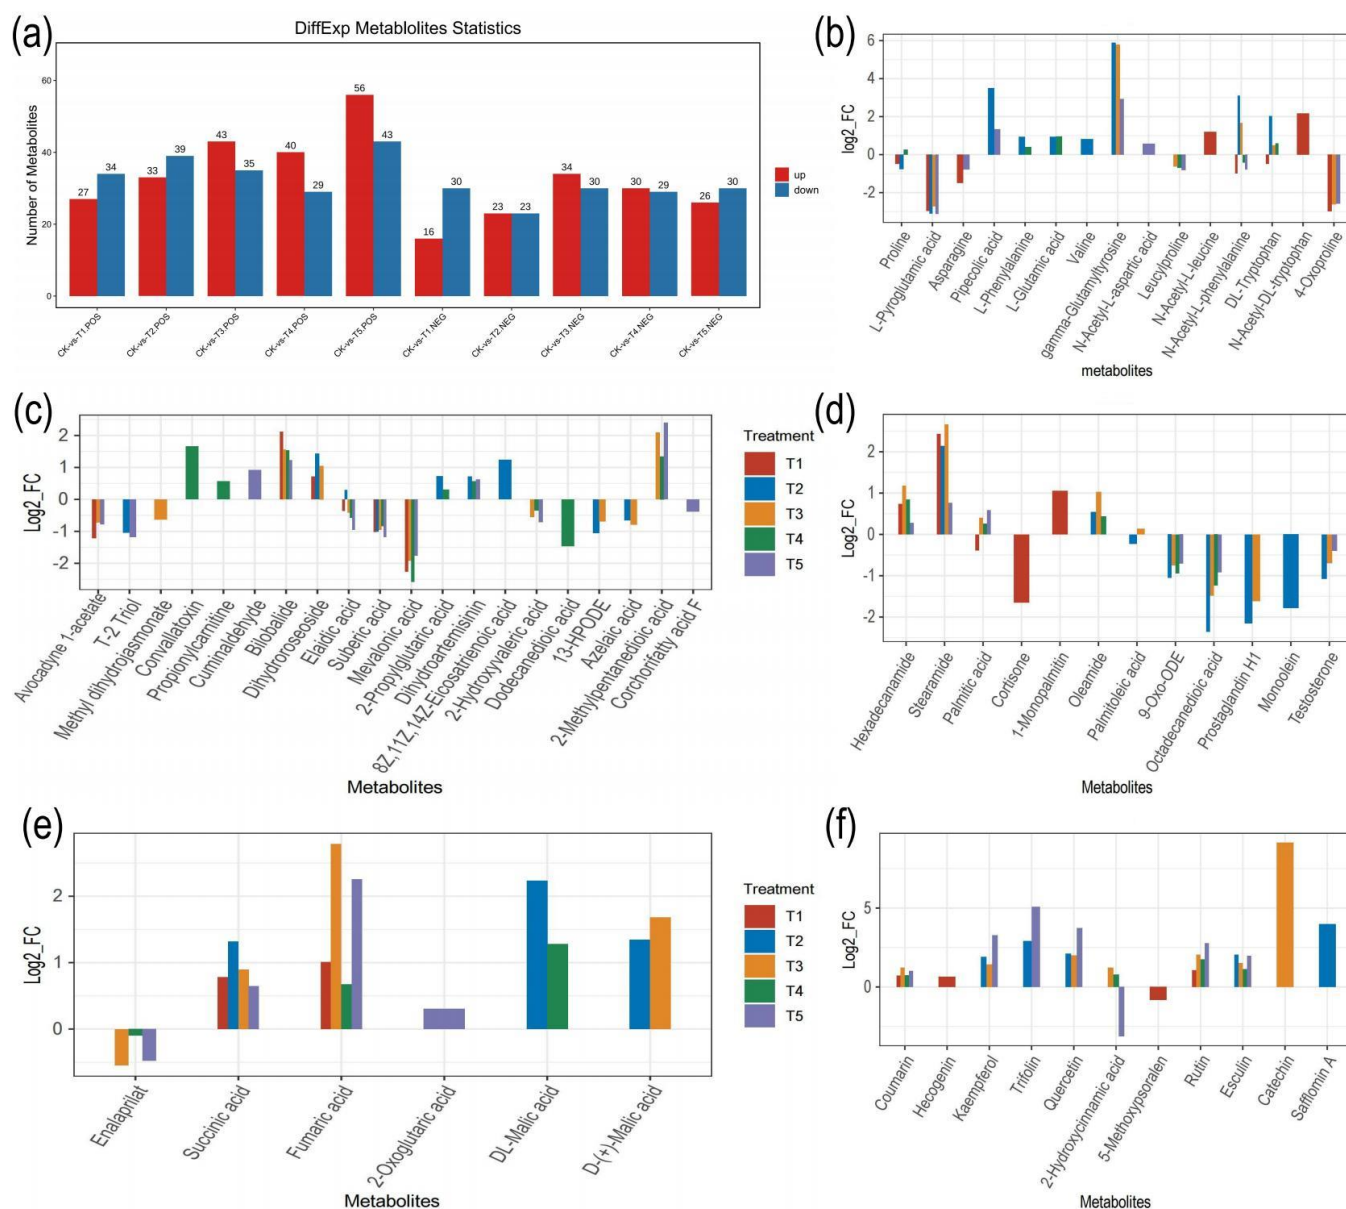 (a)
DiffExp Metablolites Statistics
Number of Metabolites
60
40
20
0
27
34
33
39
43
35
40
29
56
43
16
30
23
23
34
30
30
29
26
30
up
down
CK-vs-T1.POS
CK-vs-T2.POS
CK-vs-T3.POS
CK-vs-T4.POS
CK-vs-T5.POS
CK-vs-T1.NEG
CK-vs-T2.NEG
CK-vs-T3.NEG
CK-vs-T4.NEG
CK-vs-T5.NEG
(b)
log2_FC
6
4
2
0
-2
Proline
L-Pyroglutamic acid
Asparagine
Pipecolic acid
L-Phenylalanine
L-Glutamic acid
Valine
gamma-Glutamyltyrosine
N-Acetyl-L-aspartic acid
Leucylproline
N-Acetyl-L-leucine
N-Acetyl-L-phenylalanine
DL-Tryptophan
N-Acetyl-DL-tryptophan
4-Oxoproline
metabolites
(c)
Log2_FC
2
1
0
-1
-2
Avocadyne 1-acetate
T-2 Triol
Methyl dihydrojasmonate
Convallatoxin
Propionylcarnitine
Cuminaldehyde
Bilobalide
Dihydroroseoside
Elaidic acid
Suberic acid
Mevalonic acid
2-Propylglutaric acid
Dihydroartemisinin
8Z,11Z,14Z-Eicosatrienoic acid
2-Hydroxyvaleric acid
Dodecanedioic acid
13-HPODE
Azelaic acid
2-Methylpentanedioic acid
Corchorifatty acid F
Metabolites
Treatment
T1
T2
T3
T4
T5
(d)
Log2_FC
2
1
0
-1
-2
Hexadecanamide
Stearamide
Palmitic acid
Cortisone
1-Monopalmitin
Oleamide
Palmitoleic acid
9-Oxo-ODE
Octadecanedioic acid
Prostaglandin H1
Monoolein
Testosterone
Metabolites
(e)
Log2_FC
2
1
0
Enalaprilat
Succinic acid
Fumaric acid
2-Oxoglutaric acid
DL-Malic acid
D-(+)-Malic acid
Metabolites
Treatment
T1
T2
T3
T4
T5
(f)
Log2_FC
5
0
Coumarin
Hecogenin
Kaempferol
Trifolin
Quercetin
2-Hydroxycinnamic acid
5-Methoxypsoralen
Rutin
Esculin
Catechin
Safflomin A
Metabolites